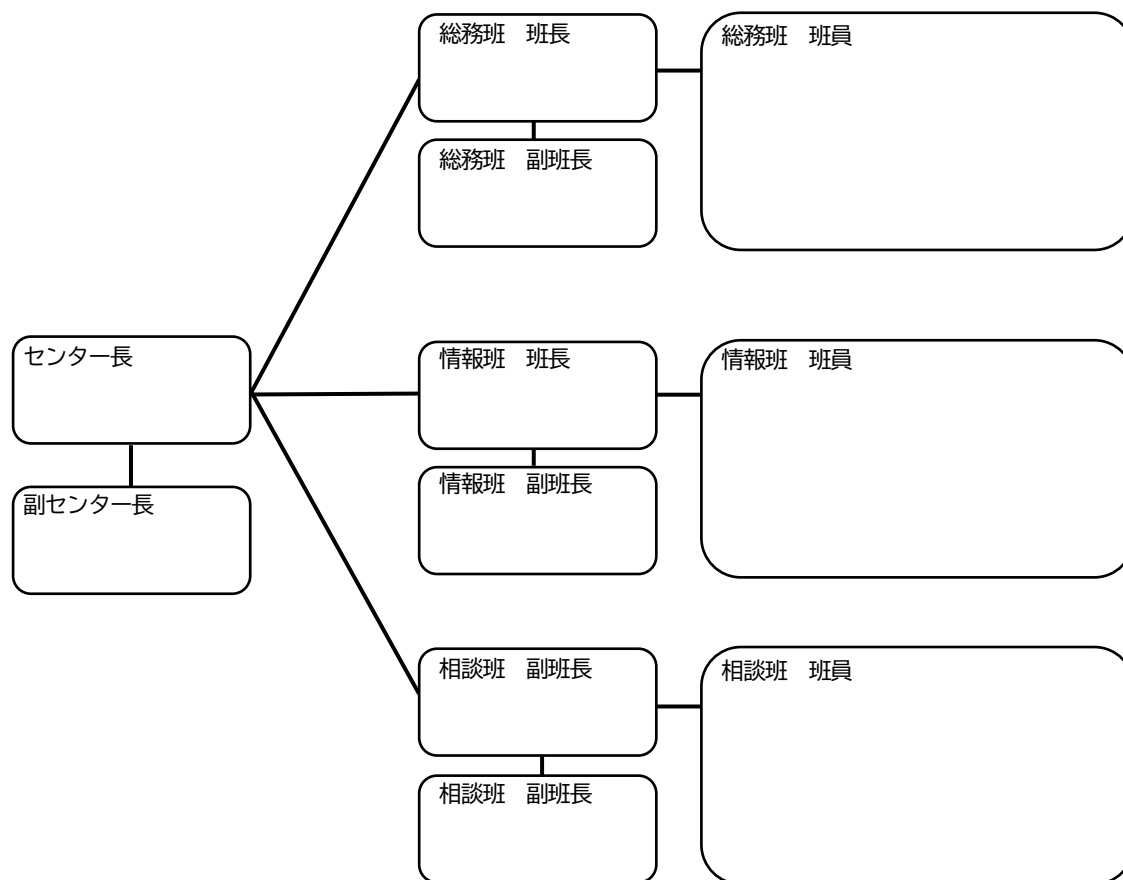 総務班　班長
総務班　班員
総務班　副班長
センター長
情報班　班長
情報班　班員
副センター長
情報班　副班長
相談班　副班長
相談班　班員
相談班　副班長